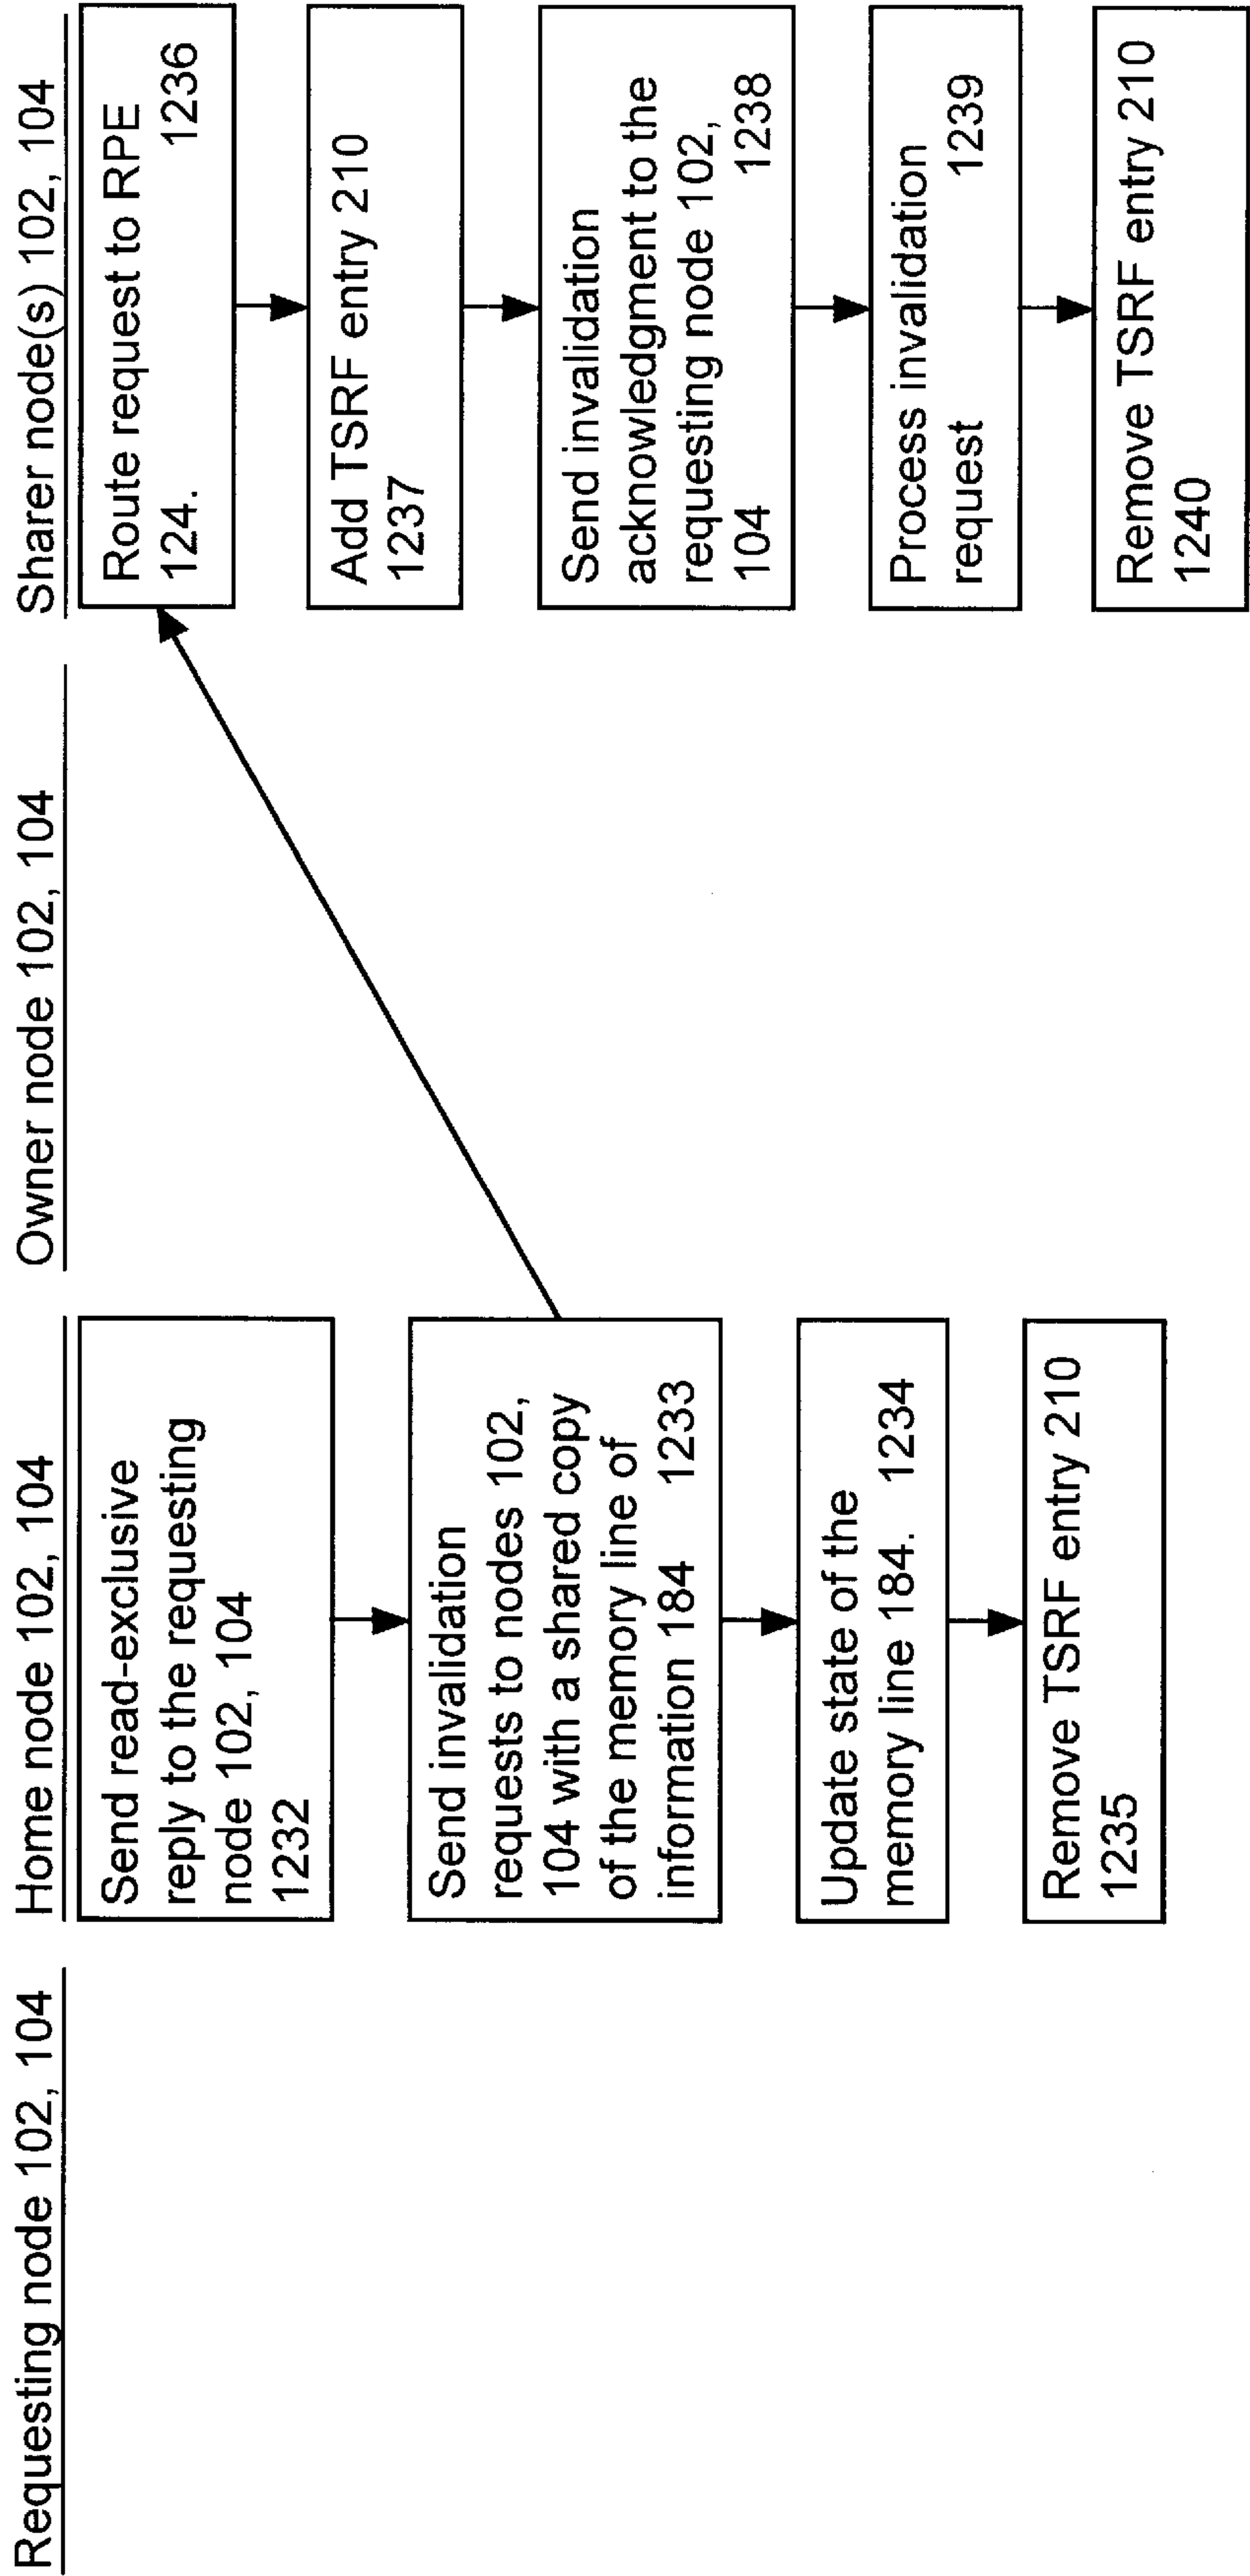 Requesting node 102, 104
Home node 102, 104
Owner node 102, 104
Sharer node(s) 102, 104
Send read-exclusive
reply to the requesting
node 102, 104
1232
Send invalidation
requests to nodes 102,
104 with a shared copy
of the memory line of
information 184 1233
Update state of the
memory line 184. 1234
Remove TSRF entry 210
1235
Route request to RPE
124. 1236
Add TSRF entry 210
1237
Send invalidation
acknowledgment to the
requesting node 102,
104 1238
Process invalidation
request 1239
Remove TSRF entry 210
1240